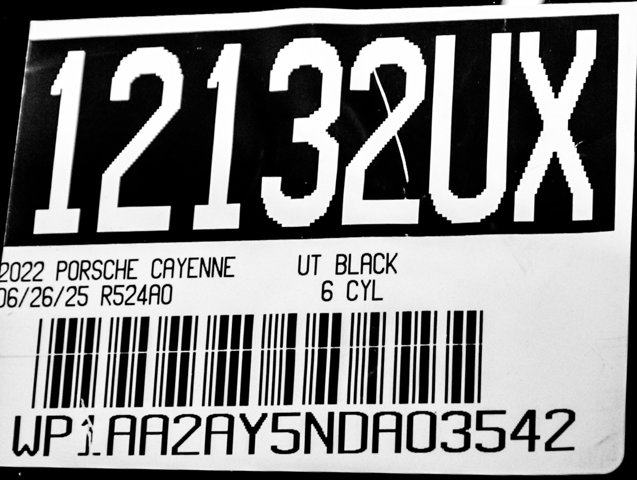 12132UX
2022 PORSCHE CAYENNE UT BLACK
06/26/25 R524A0 6 CYL
WP1AA2AY5NDA03542